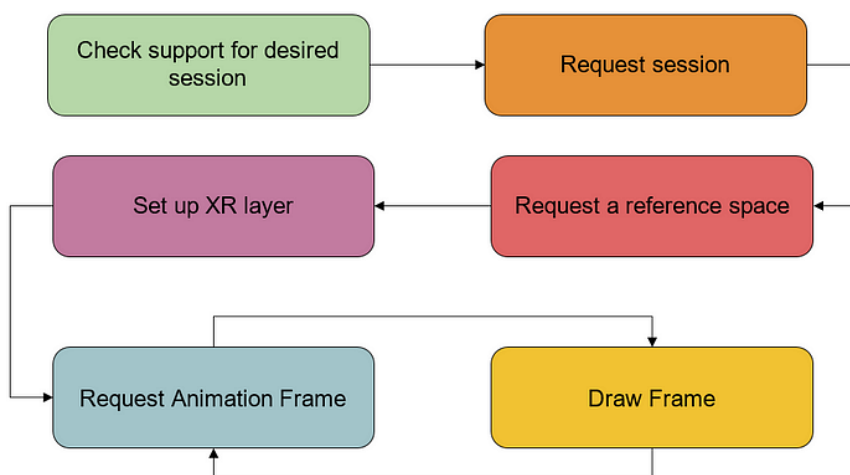 Check support for desired
session
Request session
Set up XR layer
Request a reference space
Request Animation Frame
Draw Frame